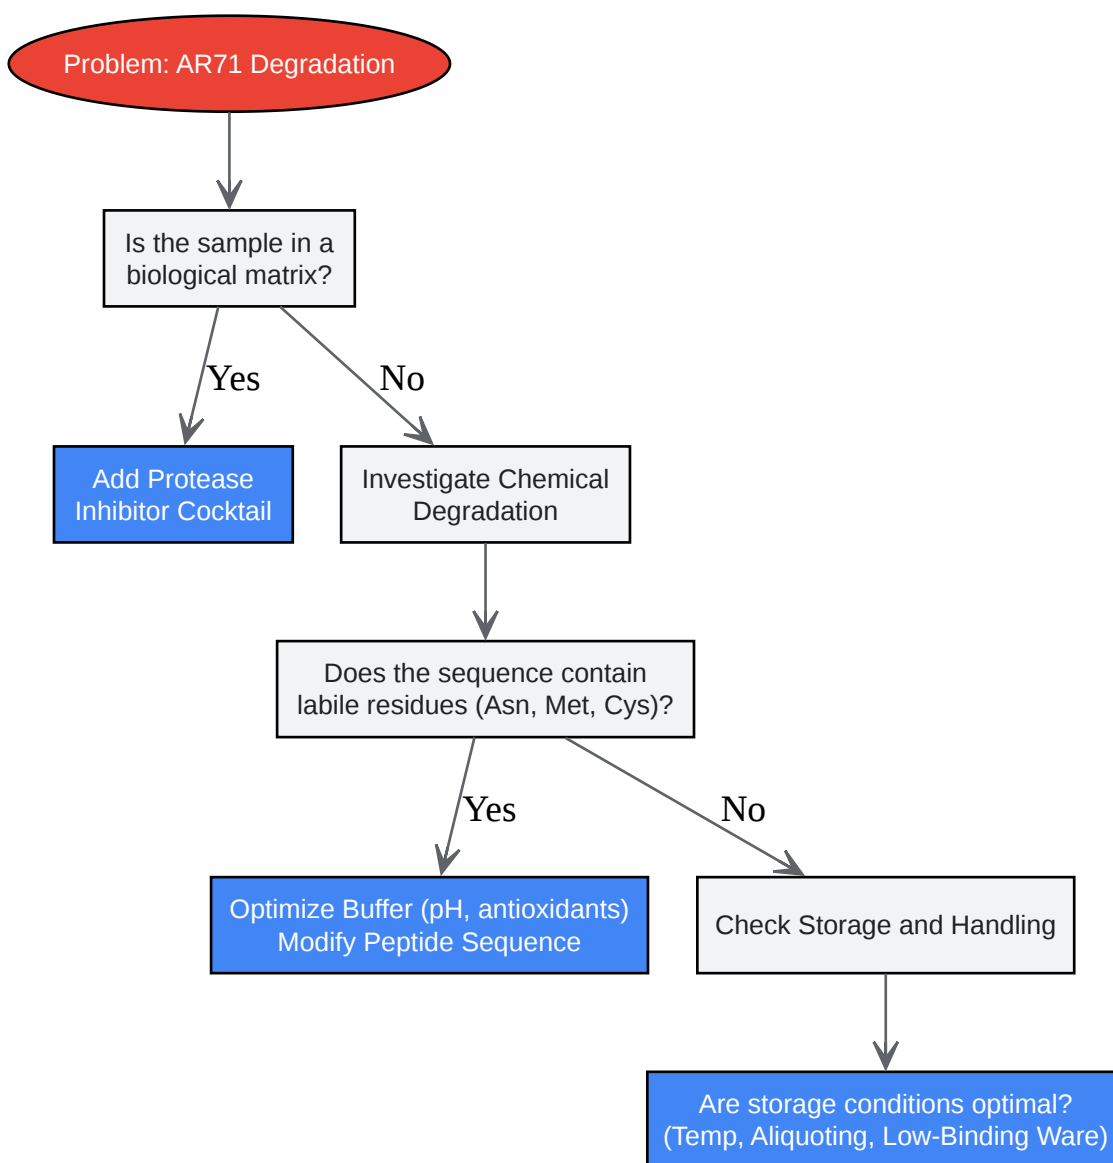 Problem: AR71 Degradation
Is the sample in a
biological matrix?
Yes
No
Add Protease
Inhibitor Cocktail
Investigate Chemical
Degradation
Does the sequence contain
labile residues (Asn, Met, Cys)?
Yes
No
Optimize Buffer (pH, antioxidants)
Modify Peptide Sequence
Check Storage and Handling
Are storage conditions optimal?
(Temp, Aliquoting, Low-Binding Ware)